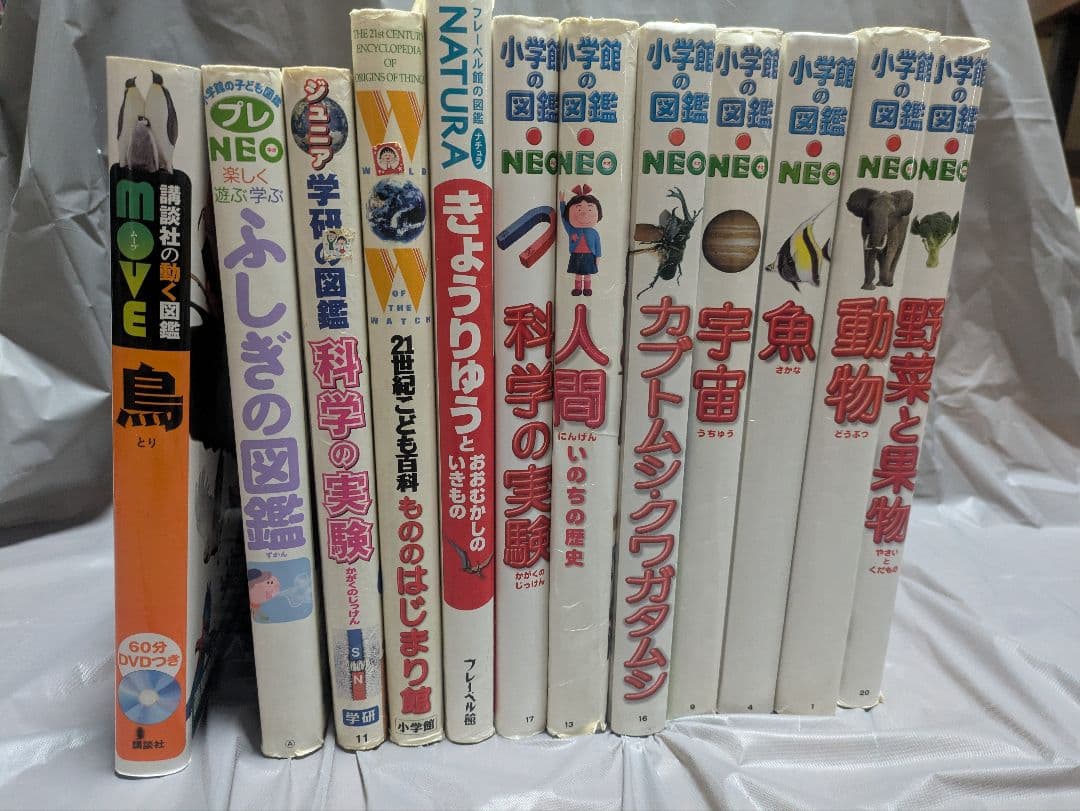 講談社の動く図鑑
MOVE
ムーブ
鳥
とり
60分
DVDつき
講談社
小学館の子ども図鑑
プレ
NEO
楽しく
遊ぶ学ぶ
ふしぎの図鑑
ずかん
A
ジュニア
学研の図鑑
科学の実験
かがくのじっけん
S
N
学研
11
THE 21st CENTURY
ENCYCLOPEDIA
OF
ORIGINS OF THINGS
W
WORLD
W
OF THE
WATCH
21世紀こども百科
もののはじまり館
小学館
フレーベル館の図鑑
NATURA
ナチュラ
きょうりゅうと
おおむかしの
いきもの
フレーベル館
小学館の図鑑
NEO
科学の実験
かがくの
じっけん
17
小学館の図鑑
NEO
人間
にんげん
いのちの歴史
13
小学館の図鑑
NEO
カブトムシ・クワガタムシ
16
小学館の図鑑
NEO
宇宙
うちゅう
9
小学館の図鑑
NEO
魚
さかな
4
小学館の図鑑
NEO
動物
どうぶつ
1
小学館の図鑑
NEO
野菜と果物
やさい
と
くだもの
20